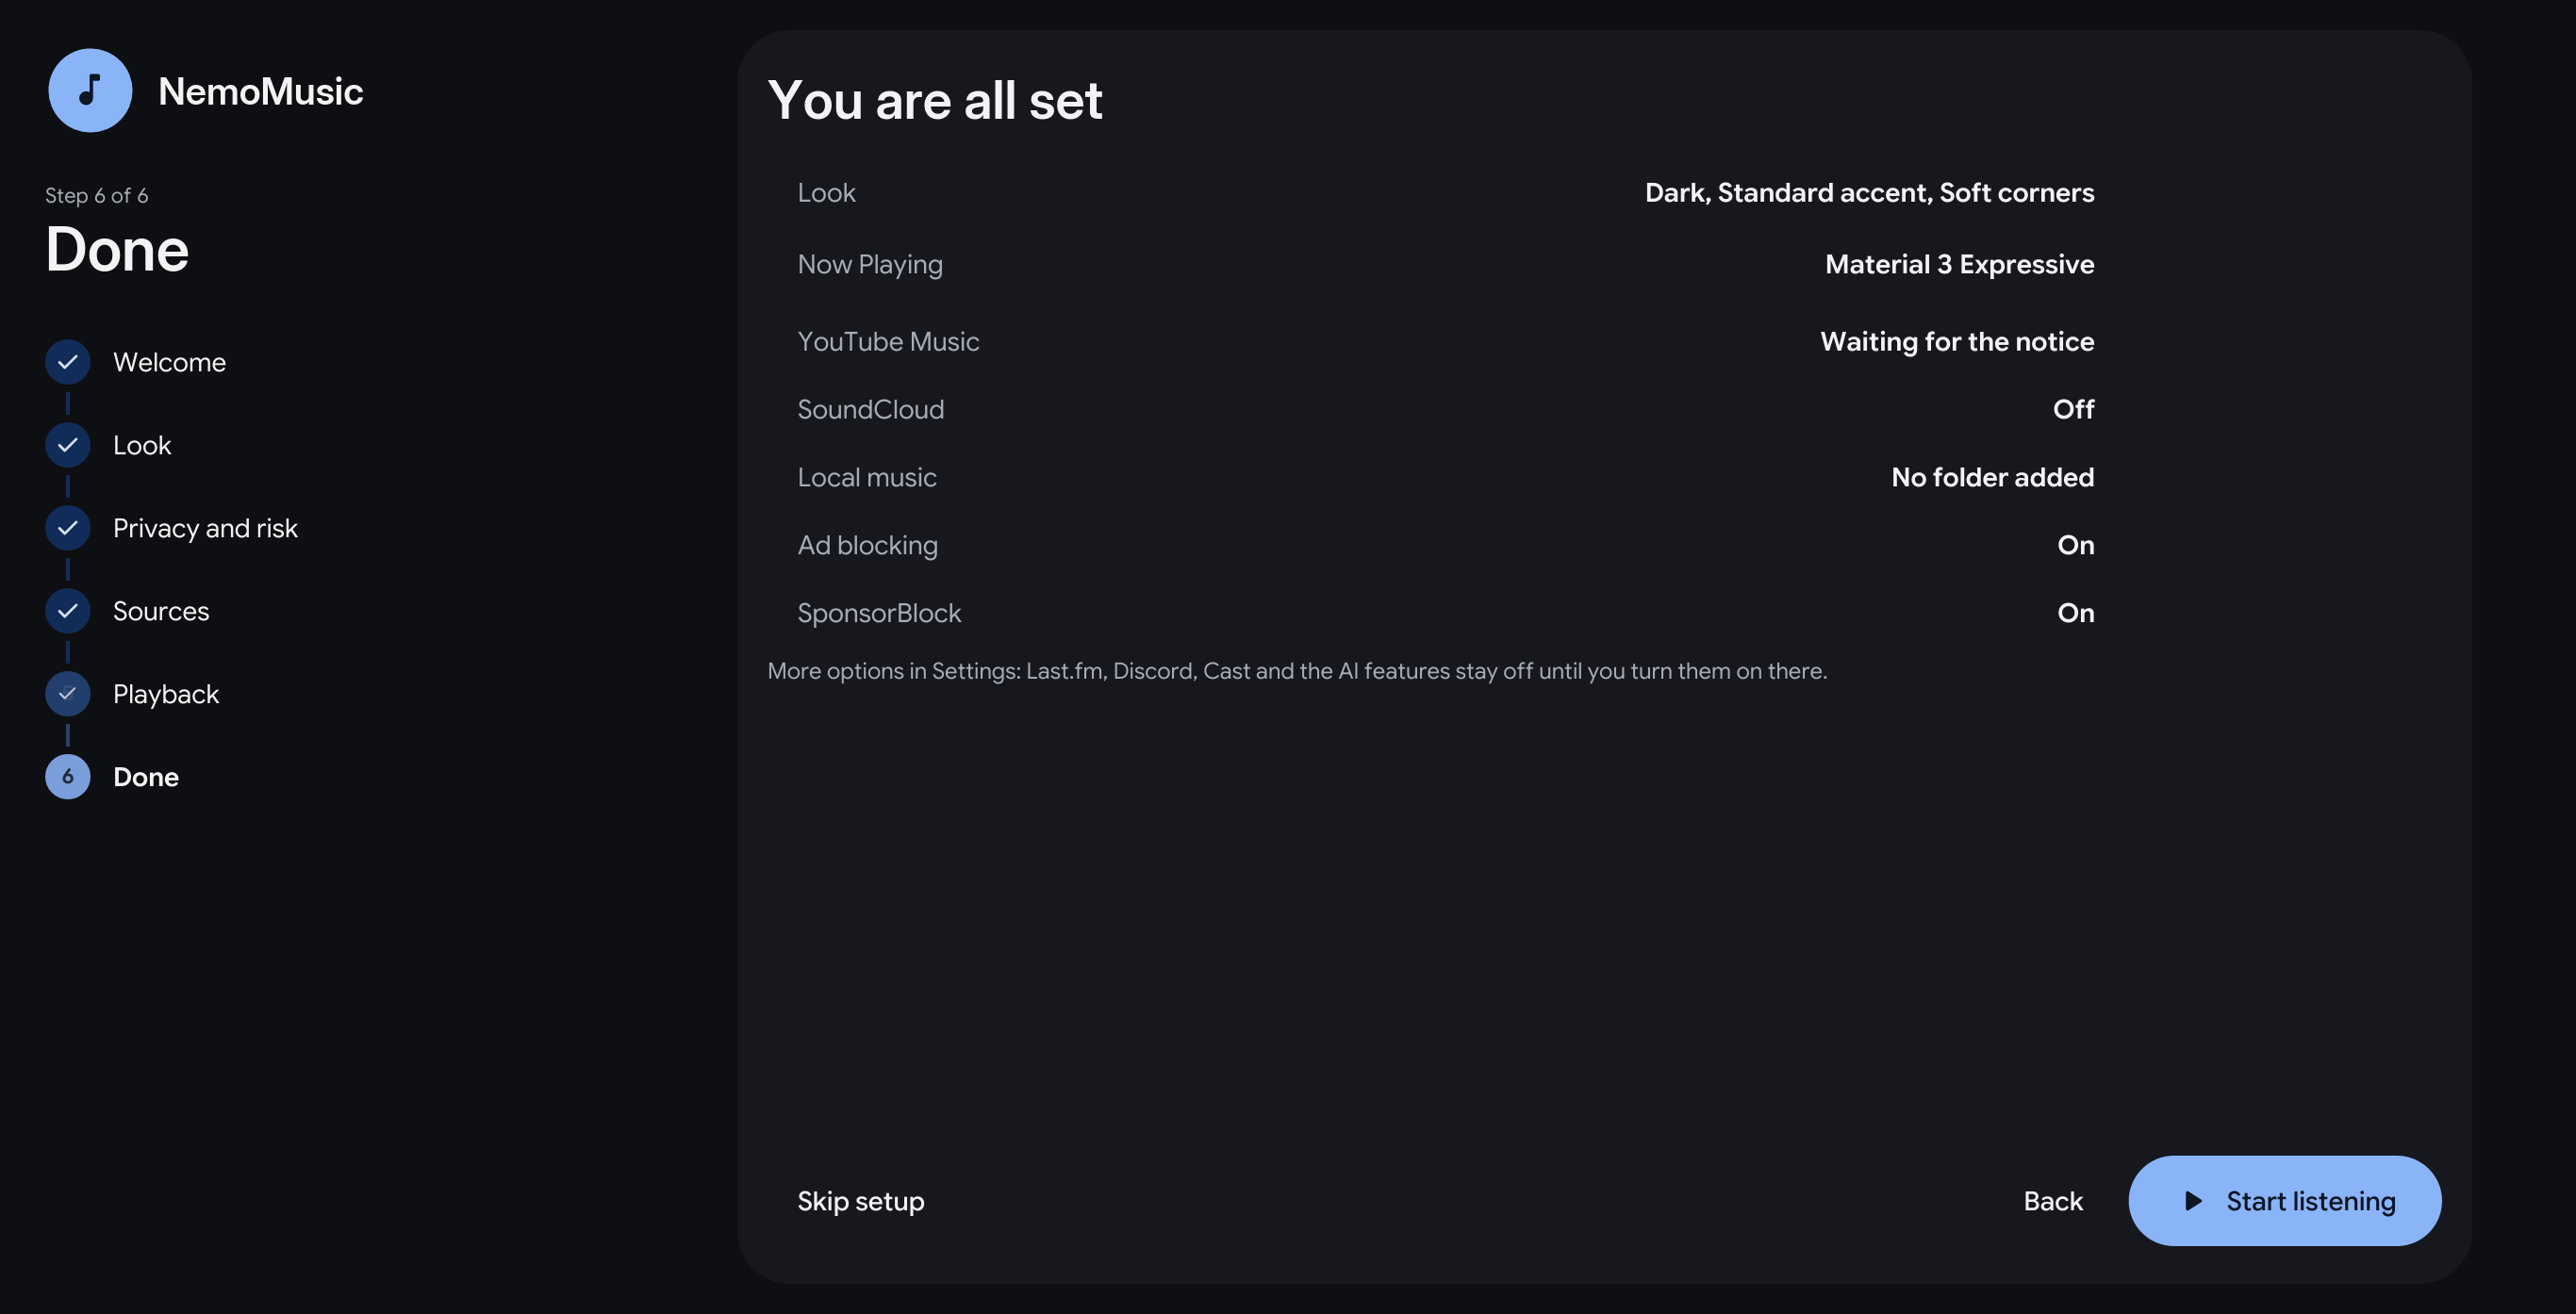 NemoMusic
Step 6 of 6
Done
Welcome
Look
Privacy and risk
Sources
Playback
6 Done
You are all set
Look Dark, Standard accent, Soft corners
Now Playing Material 3 Expressive
YouTube Music Waiting for the notice
SoundCloud Off
Local music No folder added
Ad blocking On
SponsorBlock On
More options in Settings: Last.fm, Discord, Cast and the AI features stay off until you turn them on there.
Skip setup Back Start listening